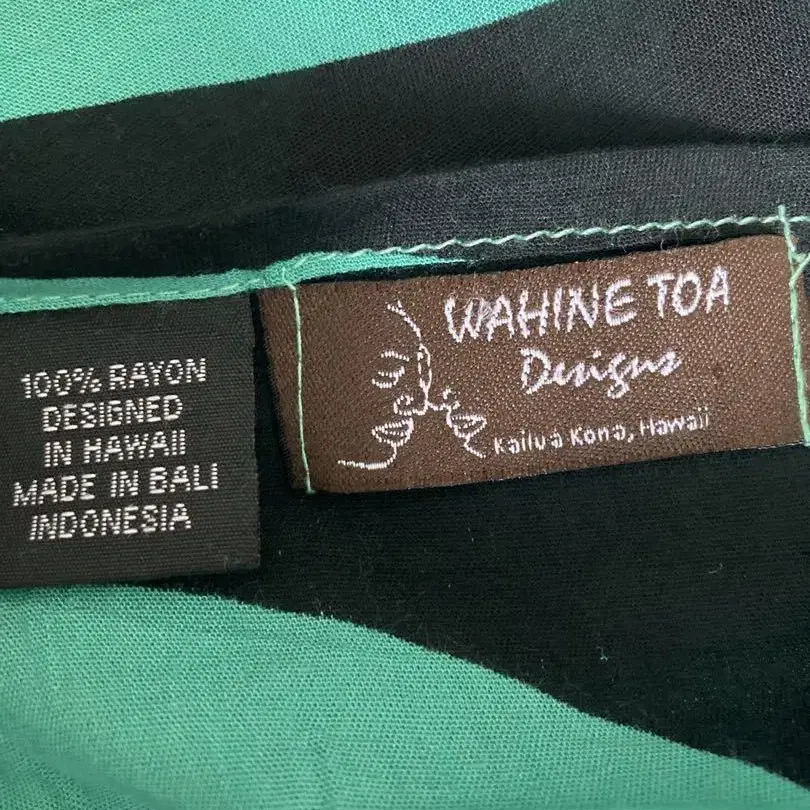 100% RAYON
DESIGNED
IN HAWAII
MADE IN BALI
INDONESIA
WAHINE TOA
Designs
Kailua Kona, Hawaii